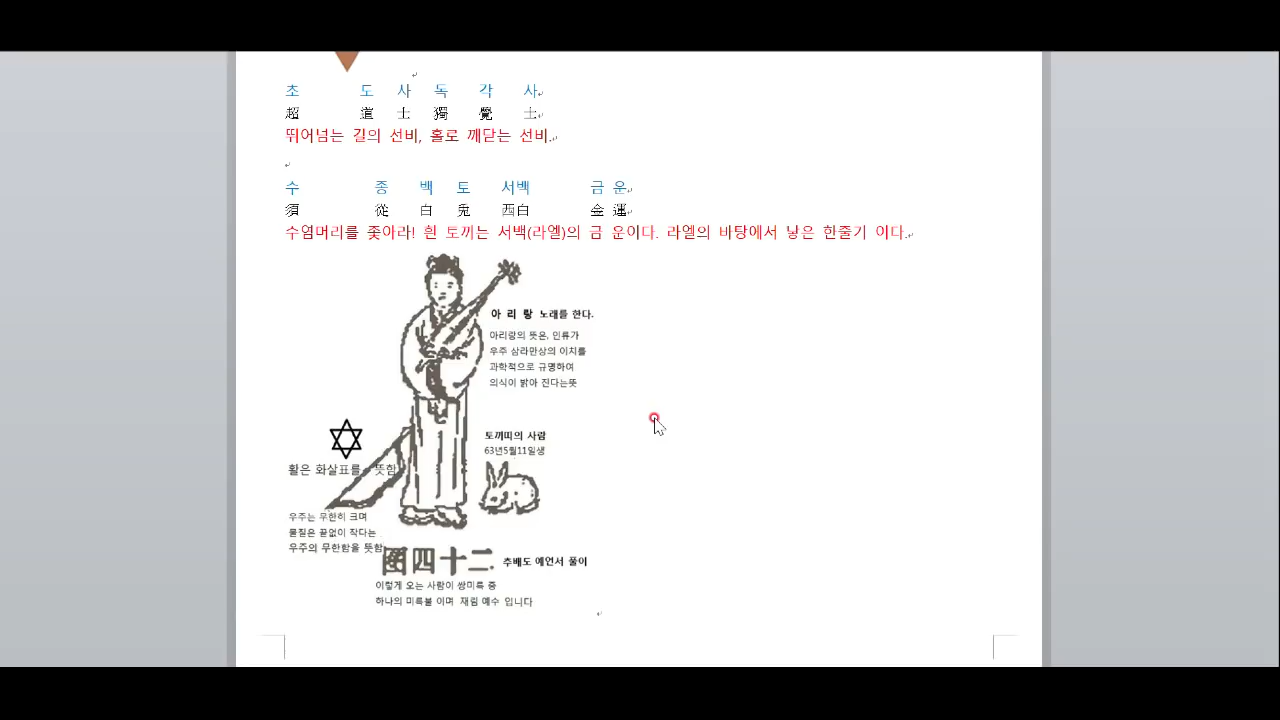 초 도 사 독 각 사
超 道 士 獨 覺 士
뛰어넘는 길의 선비, 홀로 깨닫는 선비.
수 종 백 토 서백 금 운
須 從 白 兎 西白 金 運
수염머리를 좇아라! 흰 토끼는 서백(라엘)의 금 운이다. 라엘의 바탕에서 낳은 한줄기 이다.
아 리 랑 노래를 한다.
아리랑의 뜻은, 인류가
우주 삼라만상의 이치를
과학적으로 규명하여
의식이 밝아 진다는뜻
토끼띠의 사람
63년5월11일생
활은 화살표를 뜻함
우주는 무한히 크며
물질은 끝없이 작다는
우주의 무한함을 뜻함
圖四十二 추배도 예언서 풀이
이렇게 오는 사람이 쌍미륵 중
하나의 미륵불 이며 재림 예수 입니다